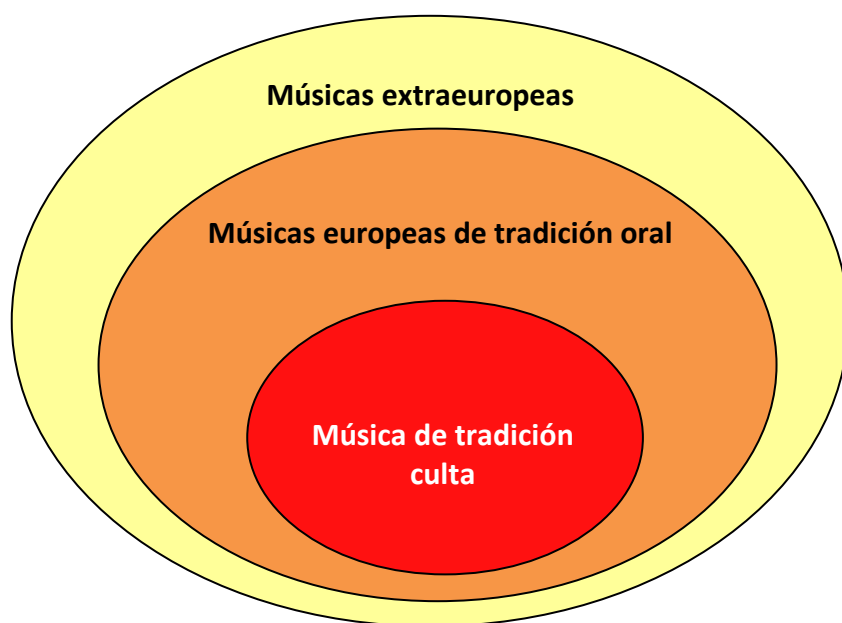 Músicas extraeuropeas
Músicas europeas de tradición oral
Música de tradición
culta